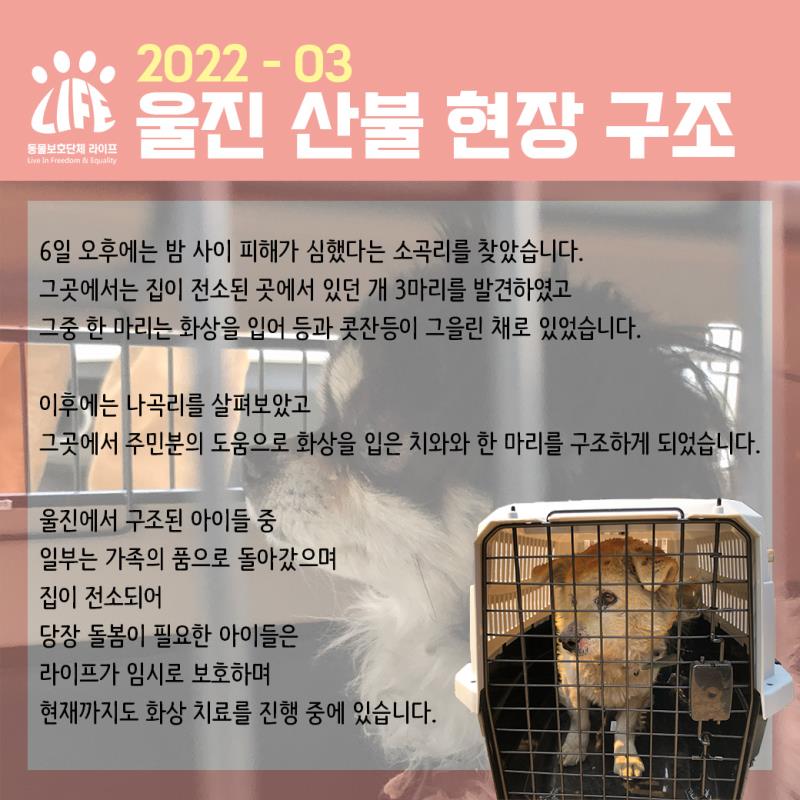 LIFE
동물보호단체 라이프
Live In Freedom & Equality
2022 - 03
울진 산불 현장 구조
6일 오후에는 밤 사이 피해가 심했다는 소곡리를 찾았습니다.
그곳에서는 집이 전소된 곳에서 있던 개 3마리를 발견하였고
그중 한 마리는 화상을 입어 등과 콧잔등이 그을린 채로 있었습니다.
이후에는 나곡리를 살펴보았고
그곳에서 주민분의 도움으로 화상을 입은 치와와 한 마리를 구조하게 되었습니다.
울진에서 구조된 아이들 중
일부는 가족의 품으로 돌아갔으며
집이 전소되어
당장 돌봄이 필요한 아이들은
라이프가 임시로 보호하며
현재까지도 화상 치료를 진행 중에 있습니다.